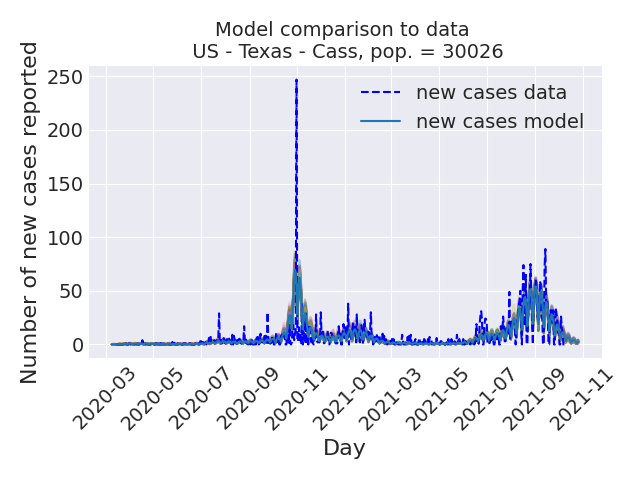 Model comparison to data
US - Texas - Cass, pop. = 30026
Number of new cases reported
250
200
150
100
50
0
new cases data
new cases model
2020-03
2020-05
2020-07
2020-09
2020-11
2021-01
2021-03
2021-05
2021-07
2021-09
2021-11
Day